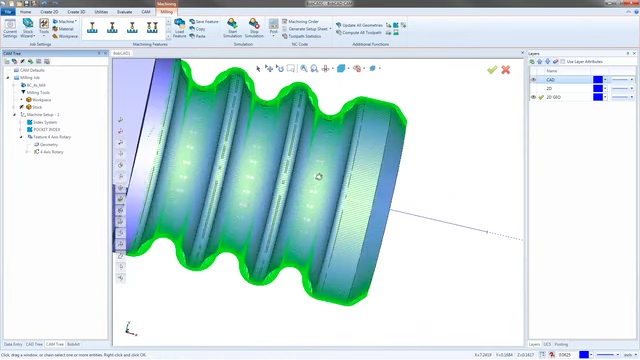 BobCAD1 - BobCAD-CAM
Machining
File Home Create 2D Create 3D Utilities Evaluate CAM Milling
Current Settings
Stock Wizard
Tools
Machine
Material
Workpiece
Job Settings
Machining Features
Load Feature
Save Feature
Copy
Paste
Start Simulation
Simulation
Post
Machining Order
Generate Setup Sheet
Toolpath Statistics
NC Code
Update All Geometries
Compute All Toolpath
Additional Functions
CAM Tree
BobCAD1
CAM Defaults
Milling Job
BC_4x_Mill
Milling Tools
Workpiece
Stock
Machine Setup - 1
Index System
POCKET INDEX
Feature 4 Axis Rotary
Geometry
4 Axis Rotary
Layers
Use Layer Attributes
Name
CAD
2D
2D GEO
Data Entry CAD Tree CAM Tree BobArt
Layers UCS Posting
Click, drag a window, or chain-select one or more entities. Right-click and click OK.
0.0625